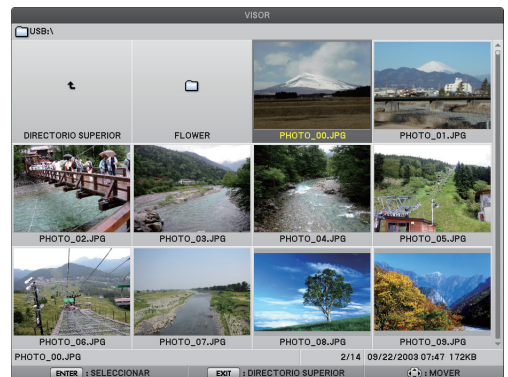 VISOR
USB:\
DIRECTORIO SUPERIOR
FLOWER
PHOTO_00.JPG
PHOTO_01.JPG
PHOTO_02.JPG
PHOTO_03.JPG
PHOTO_04.JPG
PHOTO_05.JPG
PHOTO_06.JPG
PHOTO_07.JPG
PHOTO_08.JPG
PHOTO_09.JPG
PHOTO_00.JPG 2/14 09/22/2003 07:47 172KB
ENTER : SELECCIONAR EXIT : DIRECTORIO SUPERIOR : MOVER